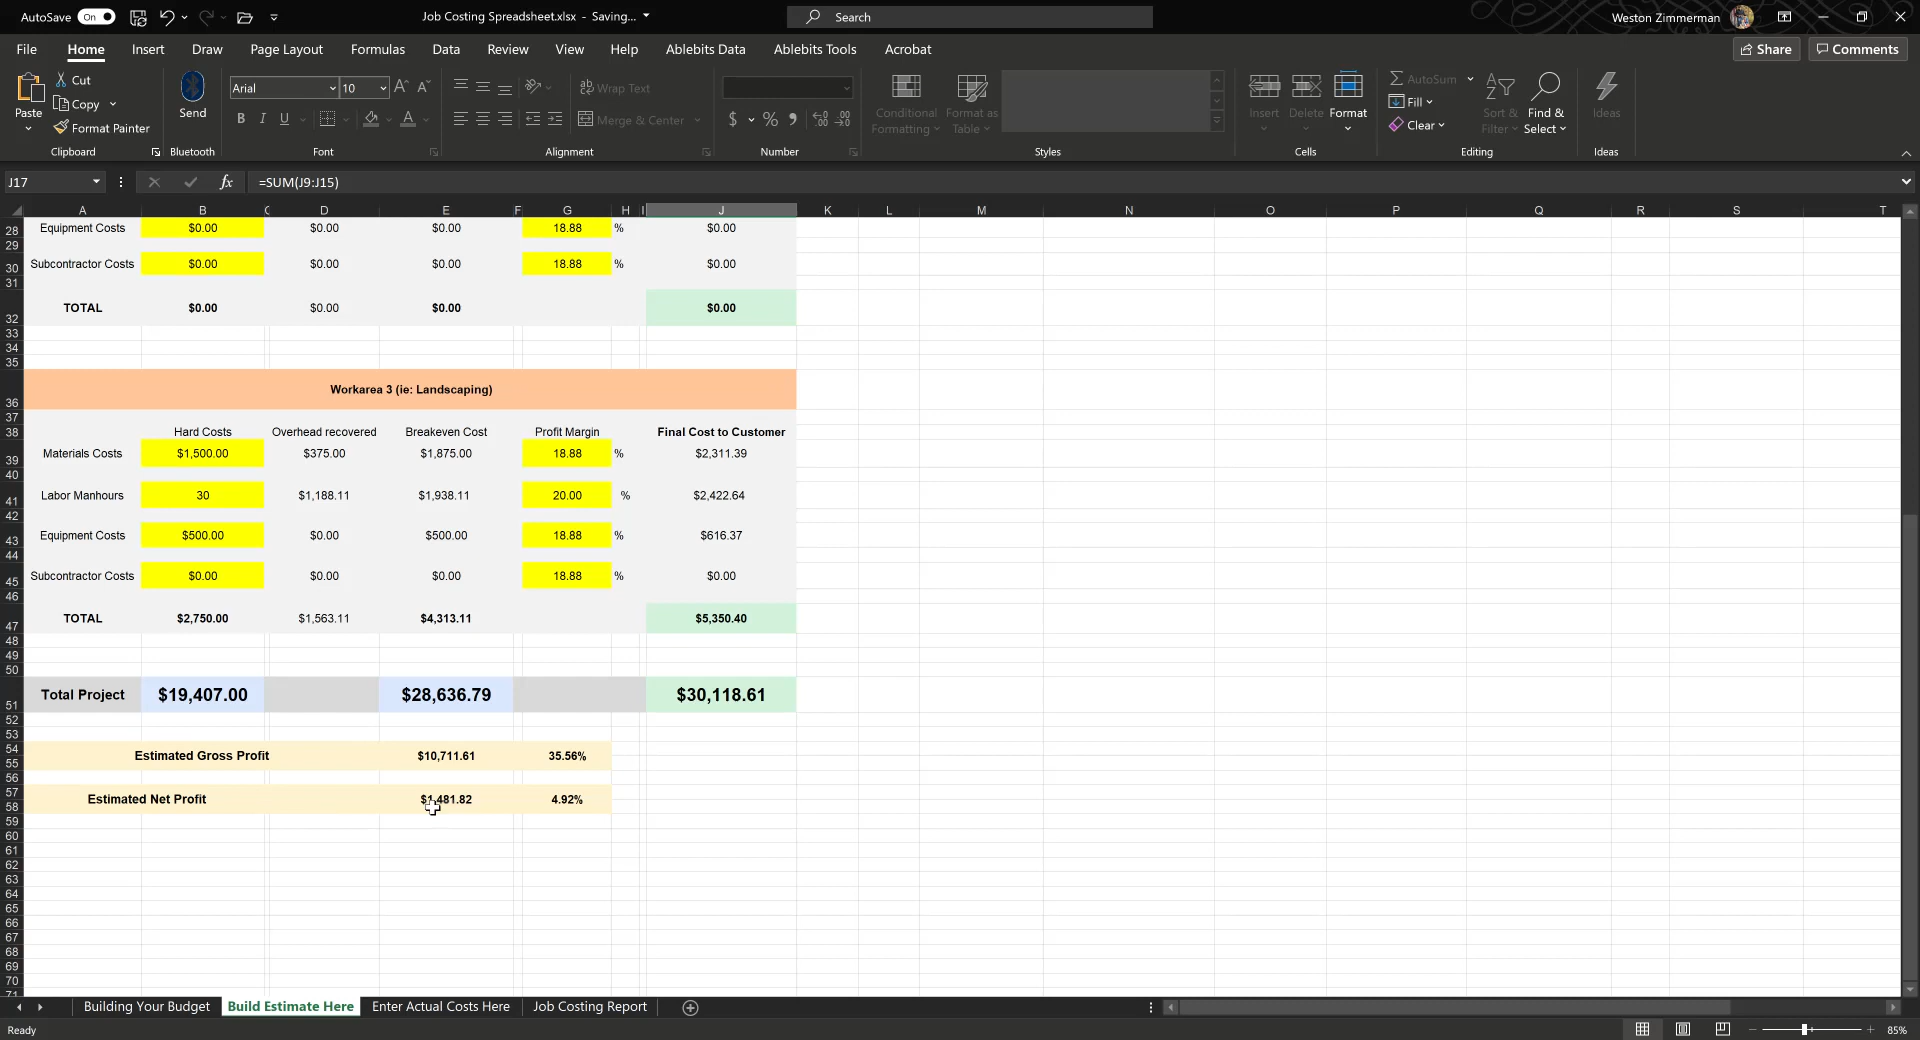 AutoSave On Job Costing Spreadsheet.xlsx - Saving... Search Weston Zimmerman
File Home Insert Draw Page Layout Formulas Data Review View Help Ablebits Data Ablebits Tools Acrobat Share Comments
Paste Cut Copy Format Painter Clipboard
Send Bluetooth
Arial 10 A A B I U A Font
ab Wrap Text Merge & Center Alignment
$ % 9 Number
Conditional Formatting Format as Table Styles
Insert Delete Format Cells
AutoSum Fill Clear Sort & Filter Find & Select Editing
Ideas Ideas
J17 fx =SUM(J9:J15)
A B C D E F G H I J K L M N O P Q R S T
28 Equipment Costs $0.00 $0.00 $0.00 18.88 % $0.00
29
30 Subcontractor Costs $0.00 $0.00 $0.00 18.88 % $0.00
31
32 TOTAL $0.00 $0.00 $0.00 $0.00
33
34
35
36 Workarea 3 (ie: Landscaping)
37
38 Hard Costs Overhead recovered Breakeven Cost Profit Margin Final Cost to Customer
39 Materials Costs $1,500.00 $375.00 $1,875.00 18.88 % $2,311.39
40
41 Labor Manhours 30 $1,188.11 $1,938.11 20.00 % $2,422.64
42
43 Equipment Costs $500.00 $0.00 $500.00 18.88 % $616.37
44
45 Subcontractor Costs $0.00 $0.00 $0.00 18.88 % $0.00
46
47 TOTAL $2,750.00 $1,563.11 $4,313.11 $5,350.40
48
49
50
51 Total Project $19,407.00 $28,636.79 $30,118.61
52
53
54
55 Estimated Gross Profit $10,711.61 35.56%
56
57
58 Estimated Net Profit $1,481.82 4.92%
59
60
61
62
63
64
65
66
67
68
69
70
71
Building Your Budget Build Estimate Here Enter Actual Costs Here Job Costing Report
Ready 85%